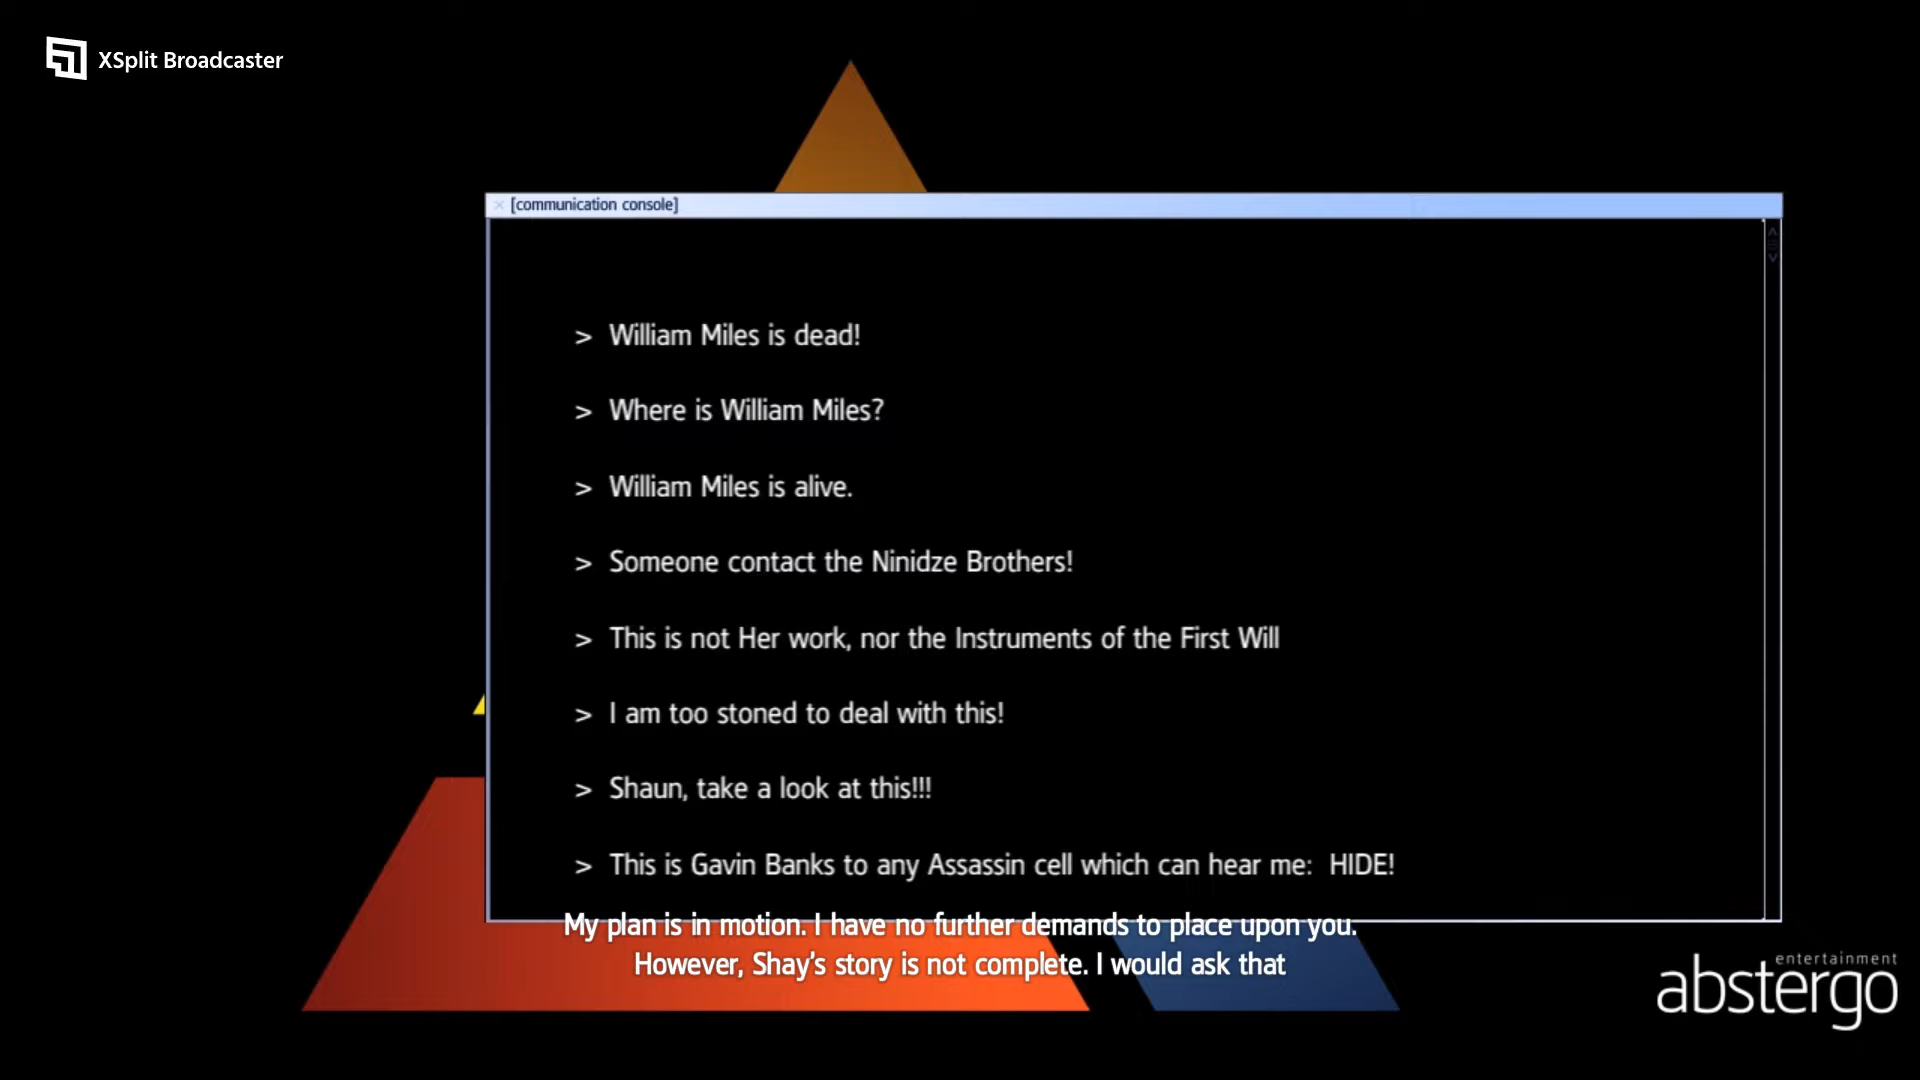 XSplit Broadcaster
[communication console]
> William Miles is dead!
> Where is William Miles?
> William Miles is alive.
> Someone contact the Ninidze Brothers!
> This is not Her work, nor the Instruments of the First Will
> I am too stoned to deal with this!
> Shaun, take a look at this!!!
> This is Gavin Banks to any Assassin cell which can hear me: HIDE!
My plan is in motion. I have no further demands to place upon you.
However, Shay's story is not complete. I would ask that
entertainment
abstergo